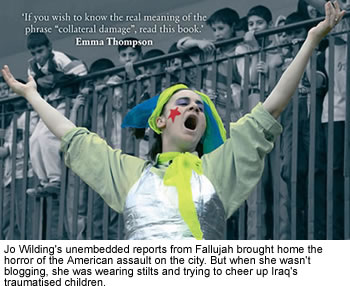 ‘If you wish to know the real meaning of the
phrase “collateral damage”, read this book.’
Emma Thompson
Jo Wilding's unembedded reports from Fallujah brought home the
horror of the American assault on the city. But when she wasn't
blogging, she was wearing stilts and trying to cheer up Iraq's
traumatised children.